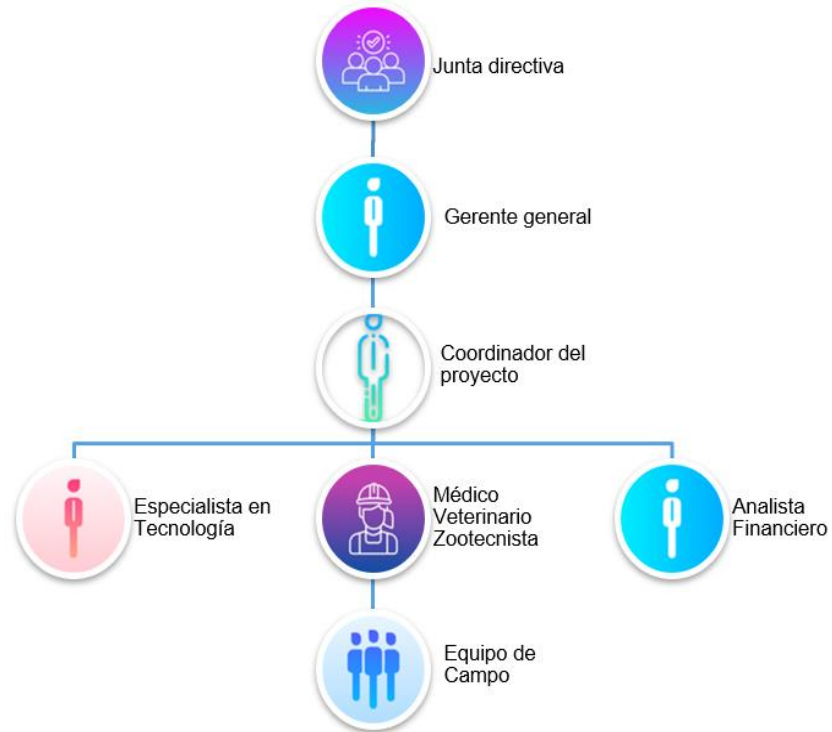 Junta directiva
Gerente general
Coordinador del
proyecto
Especialista en
Tecnología
Médico
Veterinario
Zootecnista
Analista
Financiero
Equipo de
Campo